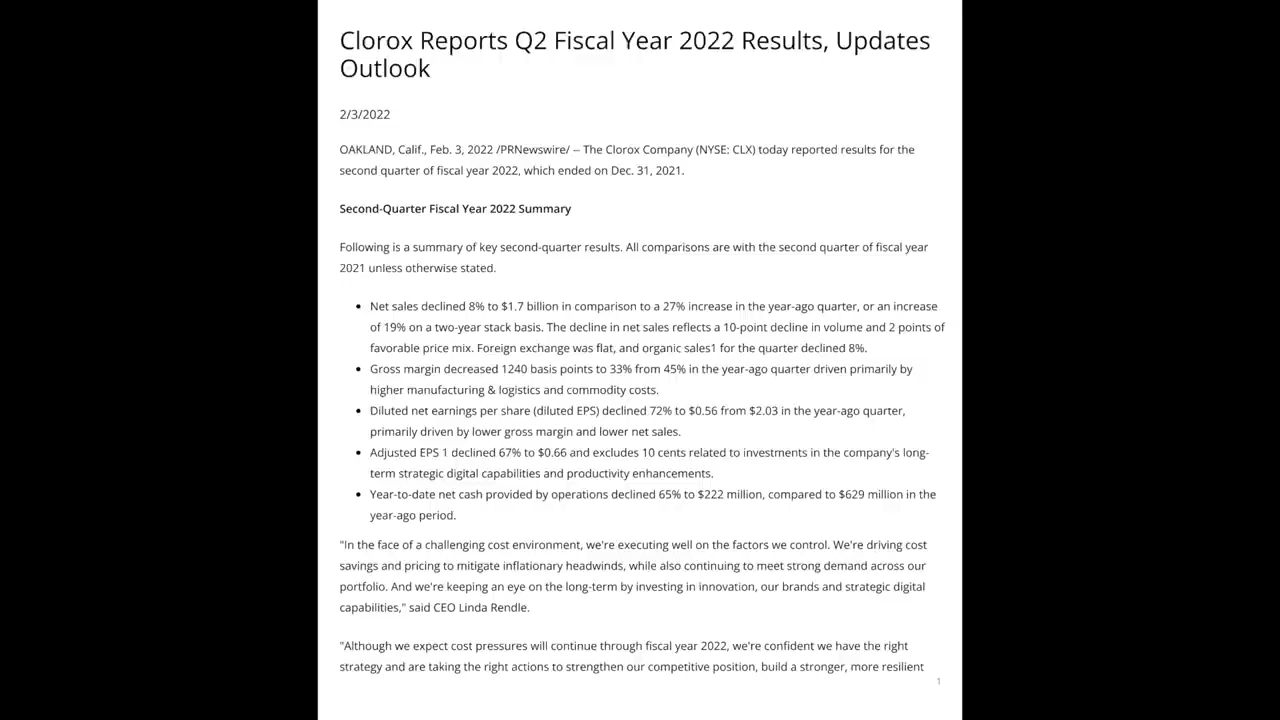 Clorox Reports Q2 Fiscal Year 2022 Results, Updates
Outlook
2/3/2022
OAKLAND, Calif., Feb. 3, 2022 /PRNewswire/ -- The Clorox Company (NYSE: CLX) today reported results for the
second quarter of fiscal year 2022, which ended on Dec. 31, 2021.
Second-Quarter Fiscal Year 2022 Summary
Following is a summary of key second-quarter results. All comparisons are with the second quarter of fiscal year
2021 unless otherwise stated.
• Net sales declined 8% to $1.7 billion in comparison to a 27% increase in the year-ago quarter, or an increase
of 19% on a two-year stack basis. The decline in net sales reflects a 10-point decline in volume and 2 points of
favorable price mix. Foreign exchange was flat, and organic sales1 for the quarter declined 8%.
• Gross margin decreased 1240 basis points to 33% from 45% in the year-ago quarter driven primarily by
higher manufacturing & logistics and commodity costs.
• Diluted net earnings per share (diluted EPS) declined 72% to $0.56 from $2.03 in the year-ago quarter,
primarily driven by lower gross margin and lower net sales.
• Adjusted EPS 1 declined 67% to $0.66 and excludes 10 cents related to investments in the company's long-
term strategic digital capabilities and productivity enhancements.
• Year-to-date net cash provided by operations declined 65% to $222 million, compared to $629 million in the
year-ago period.
"In the face of a challenging cost environment, we're executing well on the factors we control. We're driving cost
savings and pricing to mitigate inflationary headwinds, while also continuing to meet strong demand across our
portfolio. And we're keeping an eye on the long-term by investing in innovation, our brands and strategic digital
capabilities," said CEO Linda Rendle.
"Although we expect cost pressures will continue through fiscal year 2022, we're confident we have the right
strategy and are taking the right actions to strengthen our competitive position, build a stronger, more resilient
1